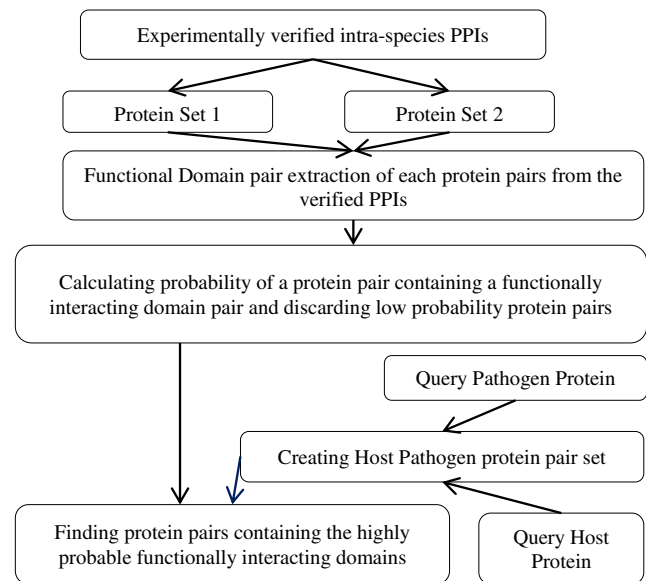 Experimentally verified intra-species PPIs
Protein Set 1
Protein Set 2
Functional Domain pair extraction of each protein pairs from the
verified PPIs
Calculating probability of a protein pair containing a functionally
interacting domain pair and discarding low probability protein pairs
Query Pathogen Protein
Creating Host Pathogen protein pair set
Finding protein pairs containing the highly
probable functionally interacting domains
Query Host
Protein